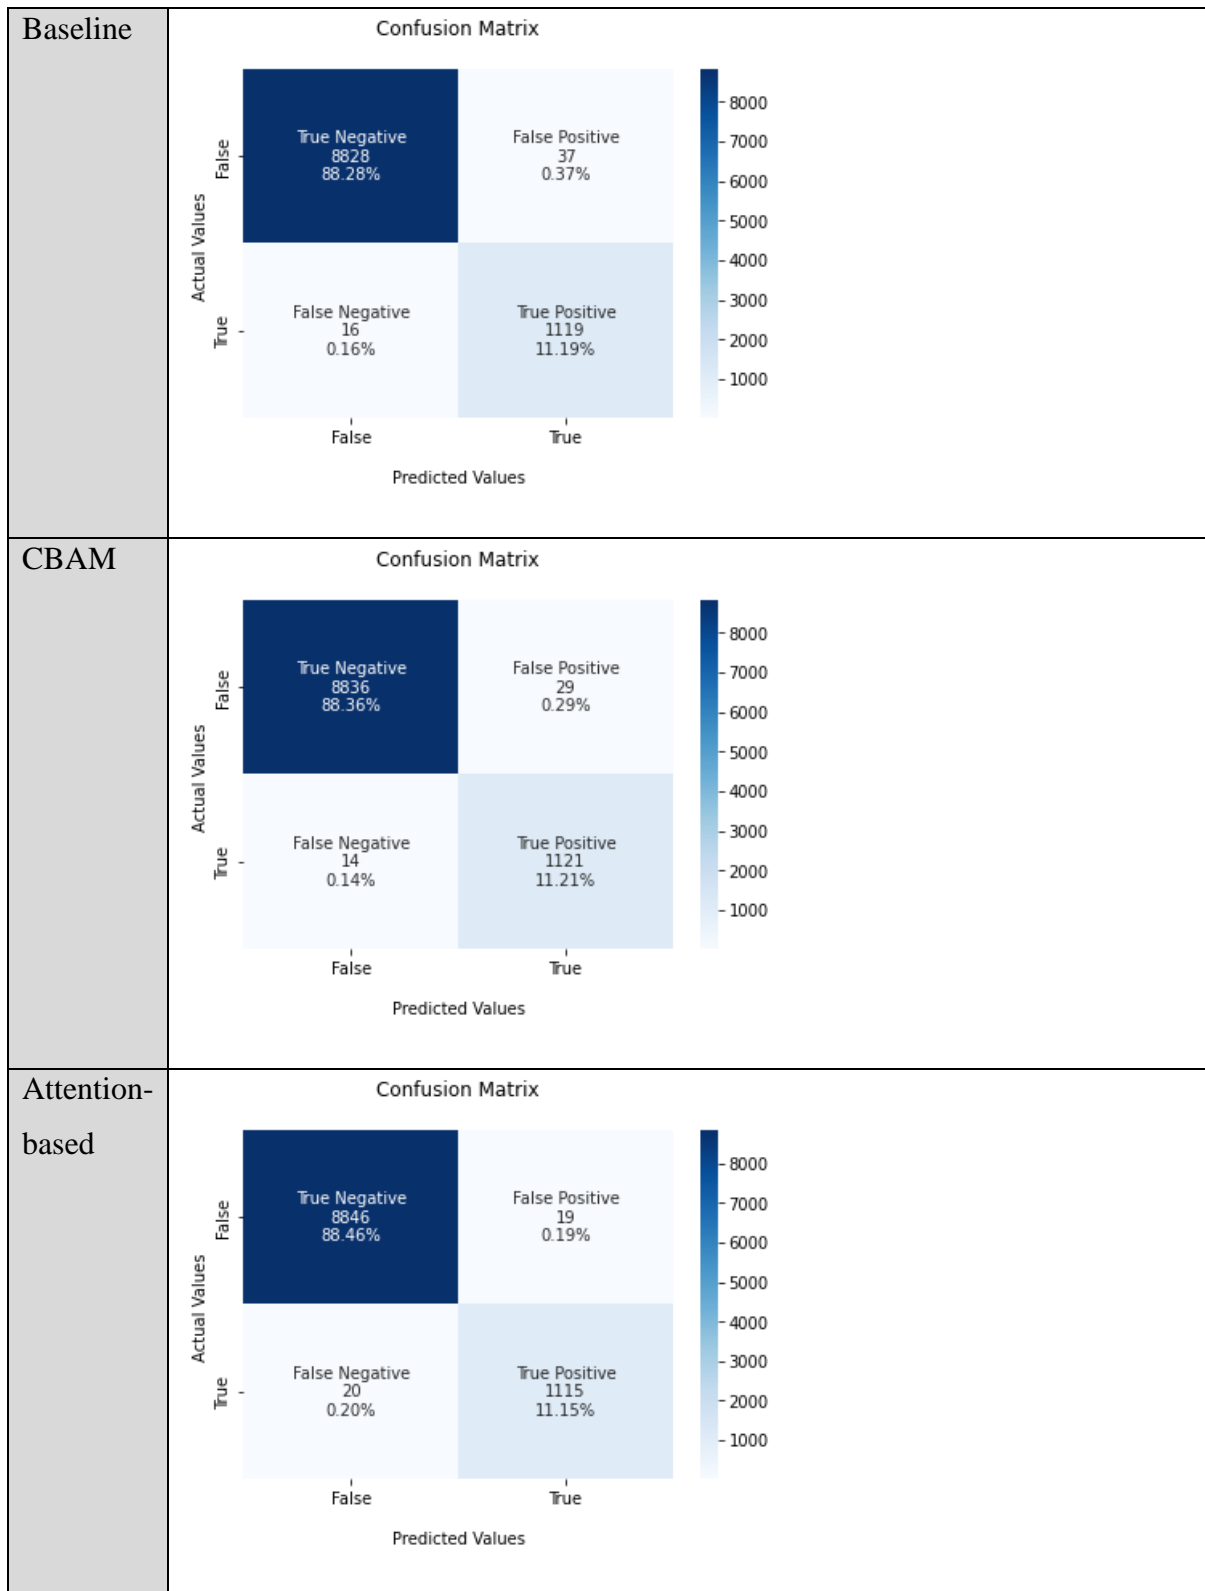 Baseline
Confusion Matrix
True Negative
8828
88.28%
False Positive
37
0.37%
False Negative
16
0.16%
True Positive
1119
11.19%
Actual Values
False
True
False
True
Predicted Values
8000
7000
6000
5000
4000
3000
2000
1000
CBAM
Confusion Matrix
True Negative
8836
88.36%
False Positive
29
0.29%
False Negative
14
0.14%
True Positive
1121
11.21%
Actual Values
False
True
False
True
Predicted Values
8000
7000
6000
5000
4000
3000
2000
1000
Attention-
based
Confusion Matrix
True Negative
8846
88.46%
False Positive
19
0.19%
False Negative
20
0.20%
True Positive
1115
11.15%
Actual Values
False
True
False
True
Predicted Values
8000
7000
6000
5000
4000
3000
2000
1000